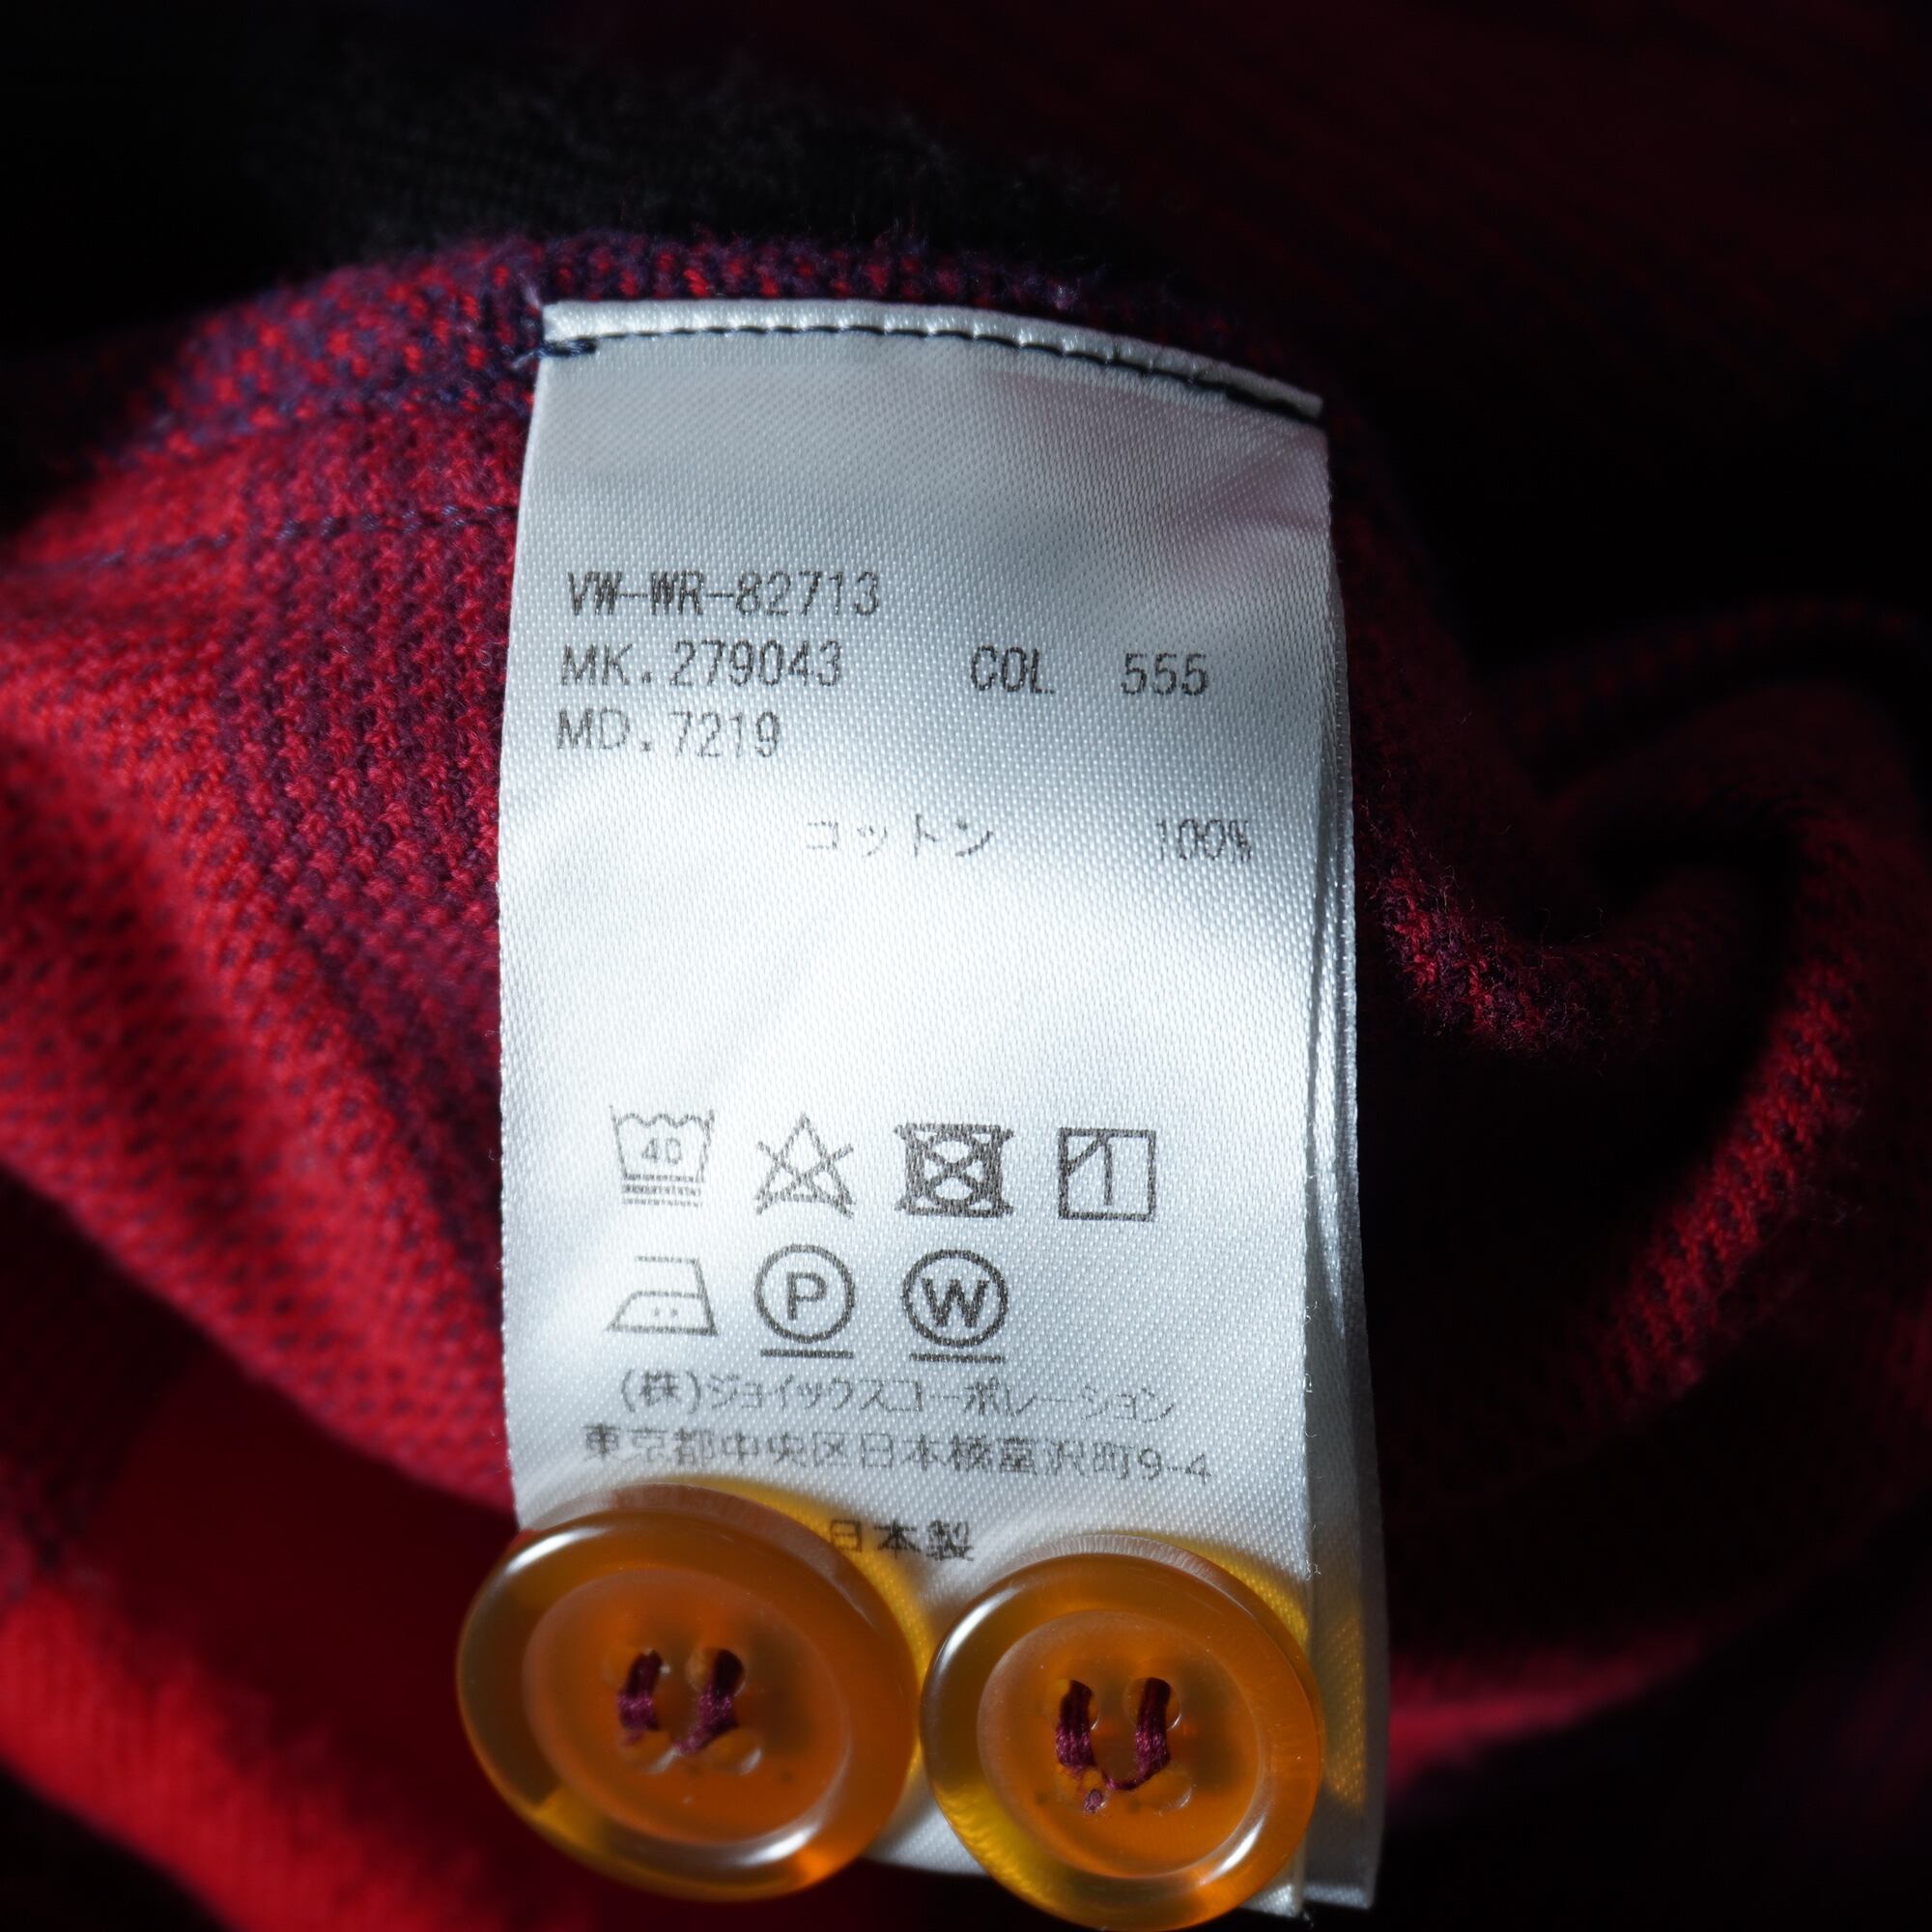 VW-WR-82713
MK.279043 COL 555
MD.7219
コットン 100%
40
P W
(株)ジョイックスコーポレーション
東京都中央区日本橋富沢町9-4
日本製